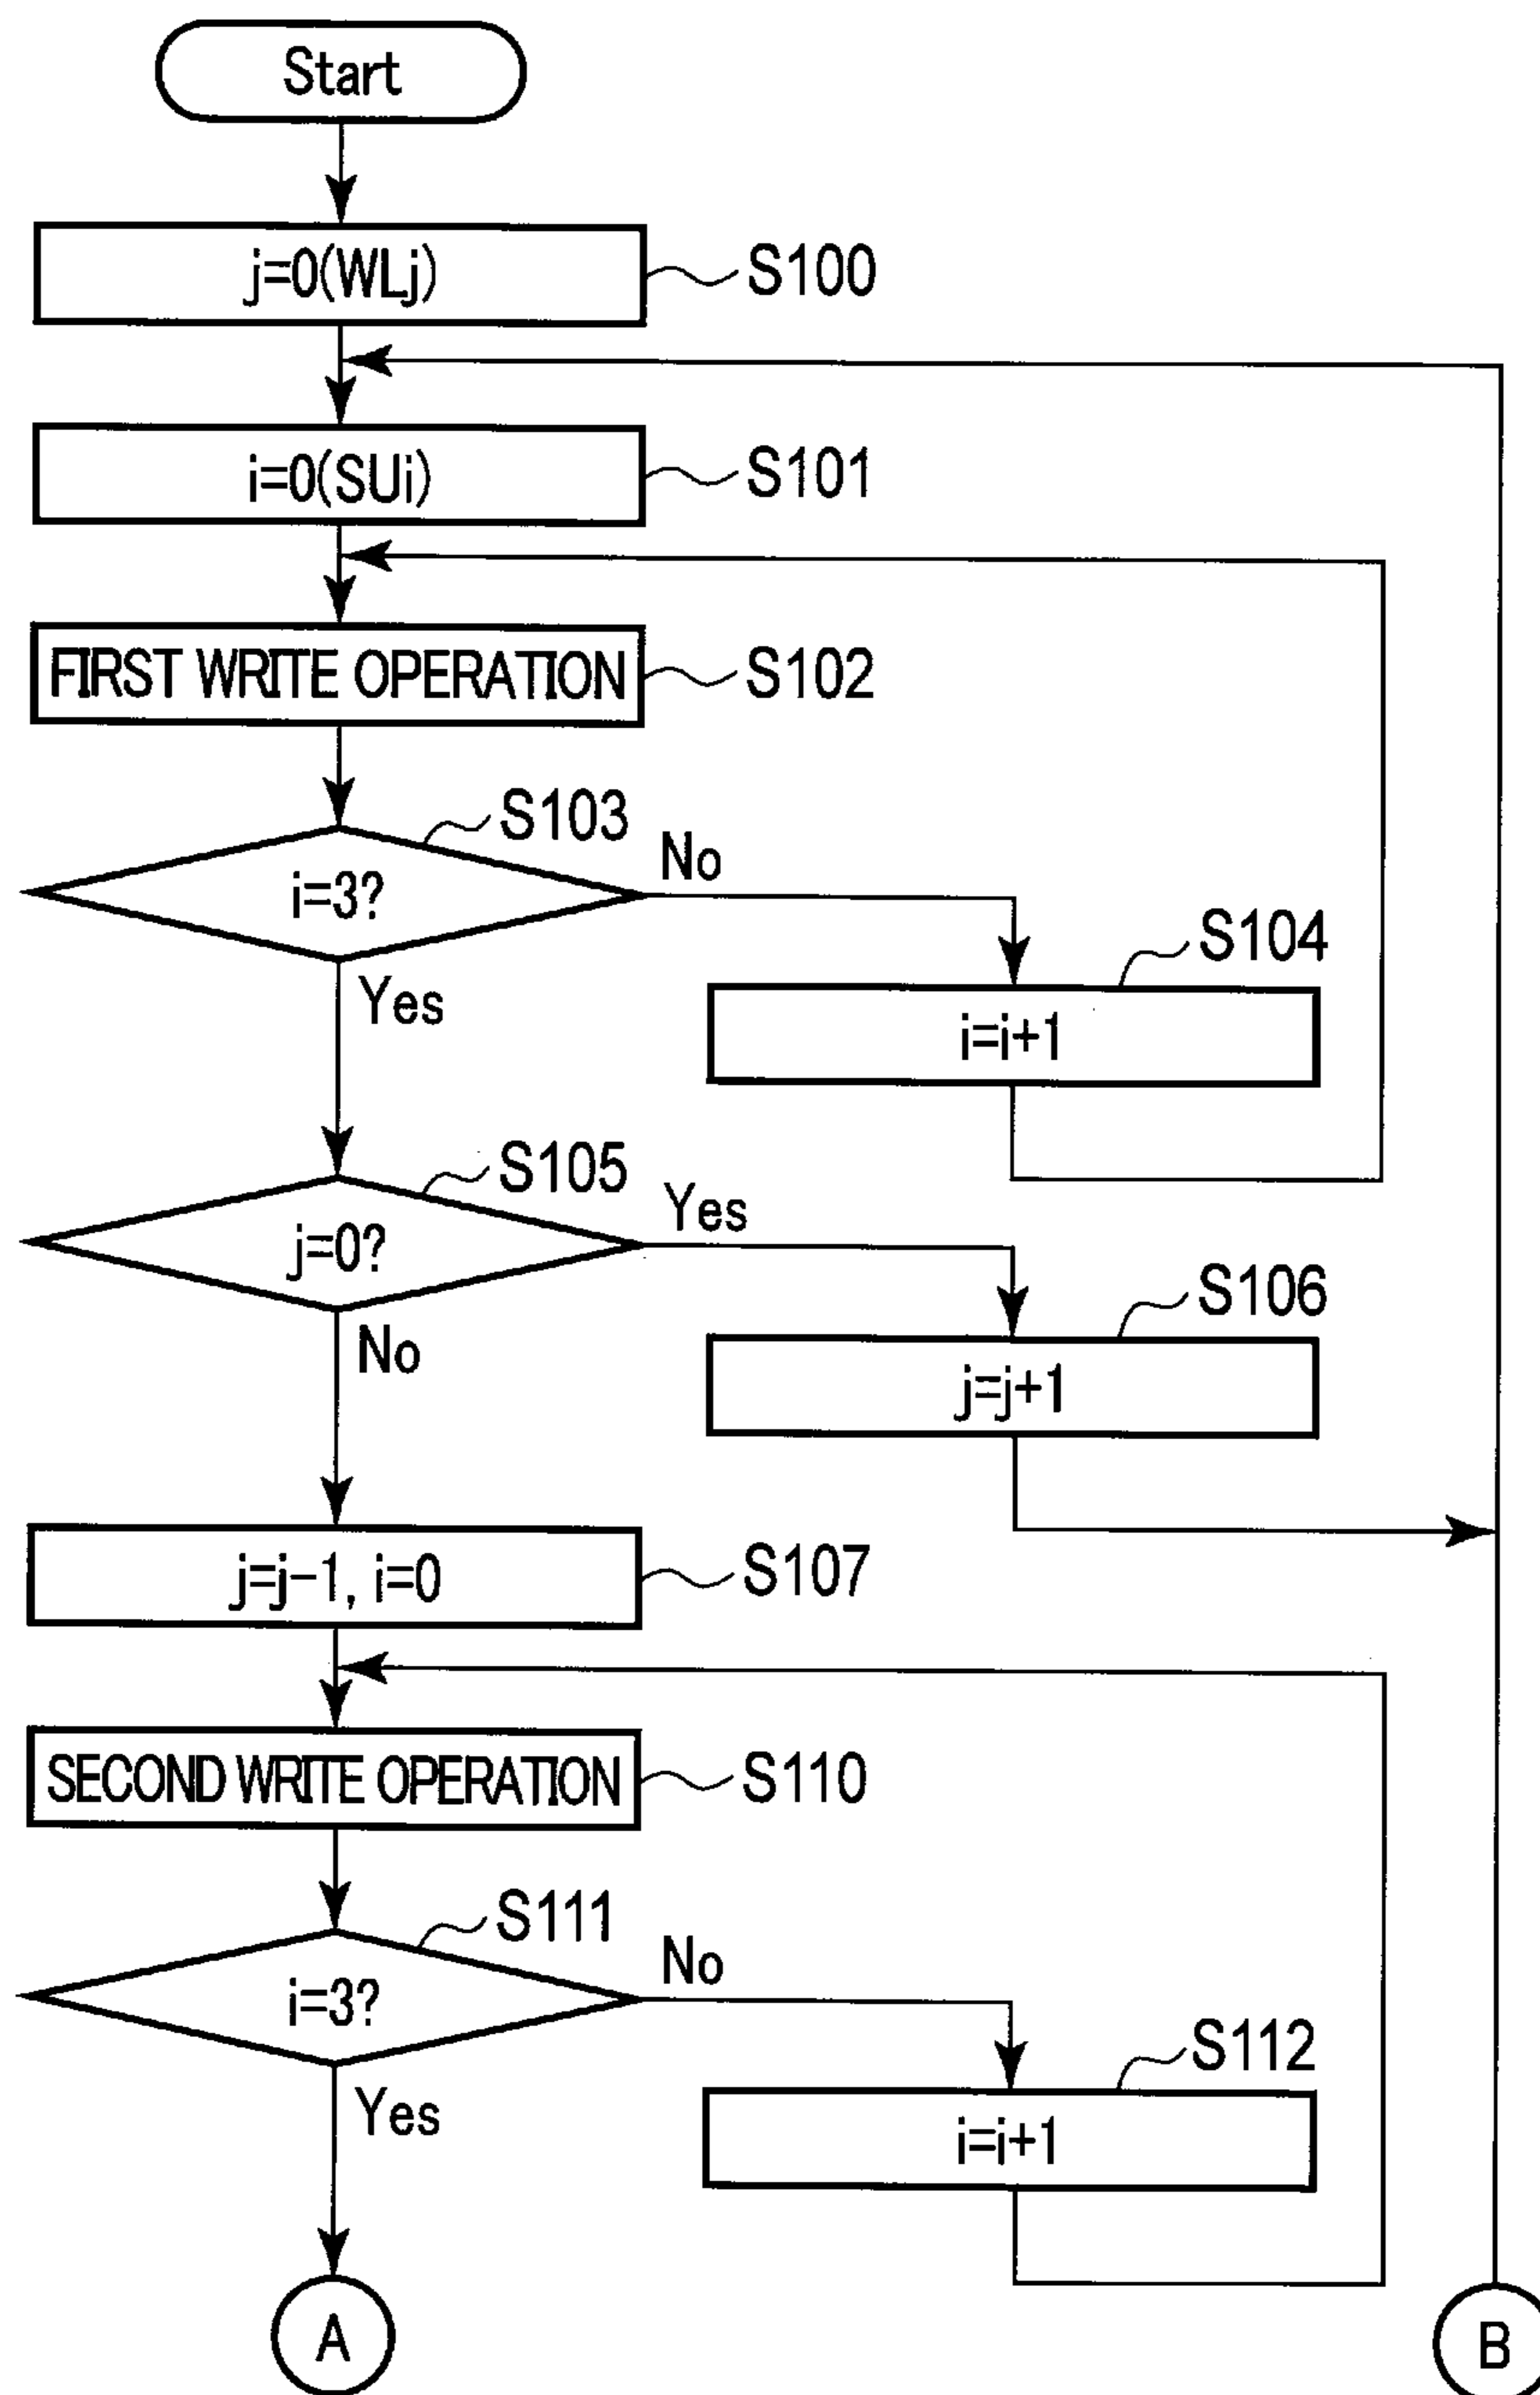 Start
j=0(WLj)
S100
i=0(SUi)
S101
FIRST WRITE OPERATION
S102
S103
i=3?
No
Yes
S104
i=i+1
S105
j=0?
Yes
No
S106
j=j+1
j=j-1, i=0
S107
SECOND WRITE OPERATION
S110
S111
i=3?
No
Yes
S112
i=i+1
A
B